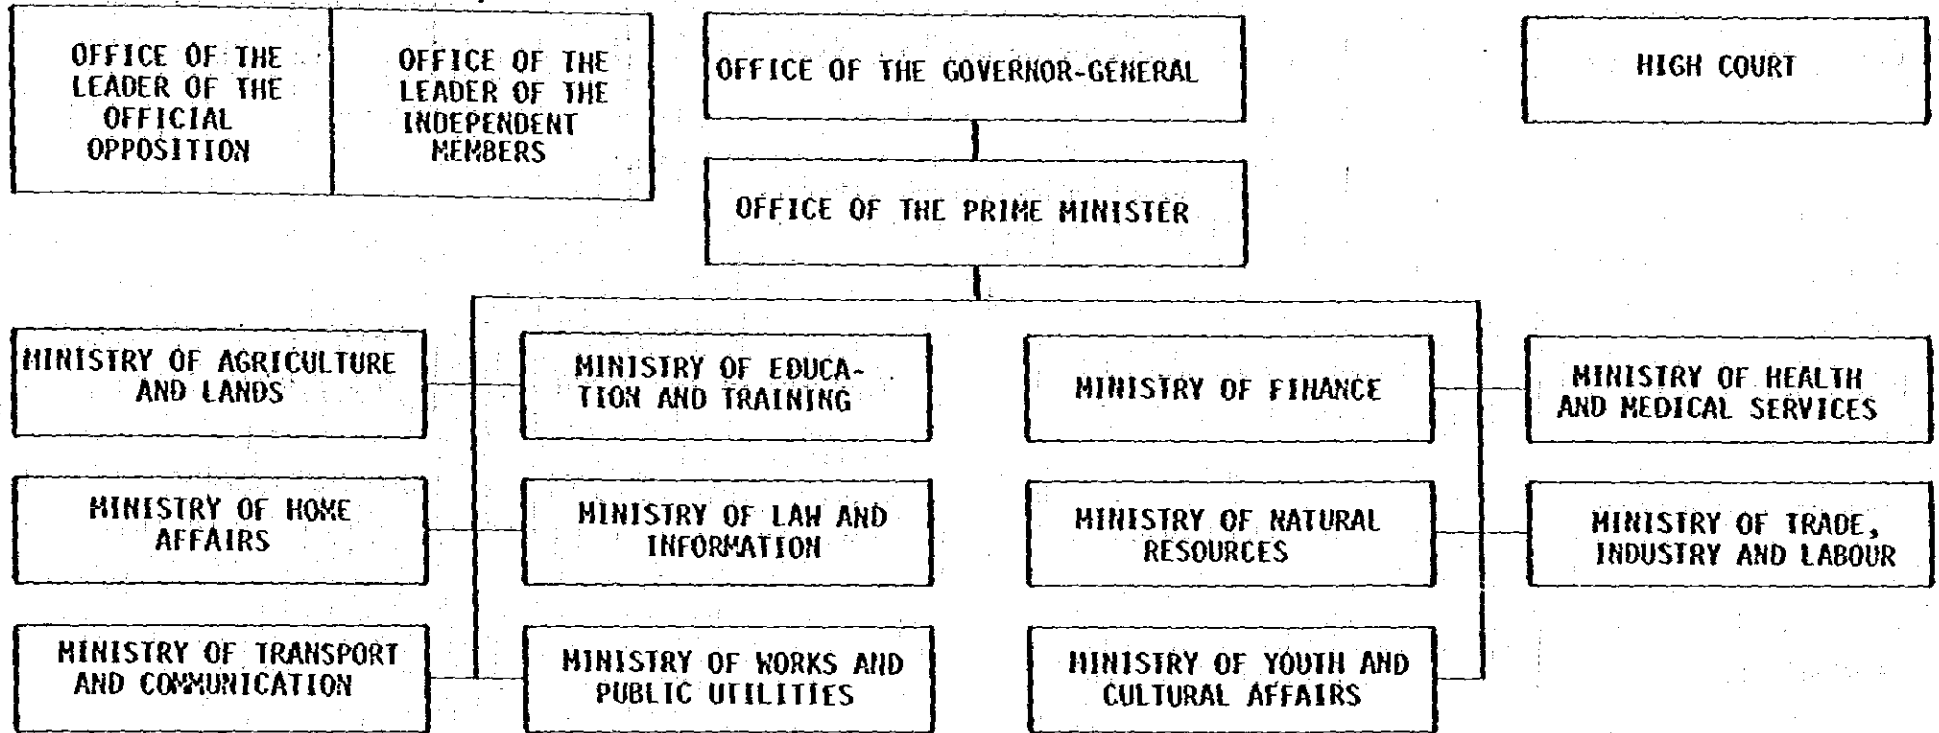 OFFICE OF THE
LEADER OF THE
OFFICIAL
OPPOSITION
OFFICE OF THE
LEADER OF THE
INDEPENDENT
MEMBERS
OFFICE OF THE GOVERNOR-GENERAL
HIGH COURT
OFFICE OF THE PRIME MINISTER
MINISTRY OF AGRICULTURE
AND LANDS
MINISTRY OF EDUCA-
TION AND TRAINING
MINISTRY OF FINANCE
MINISTRY OF HEALTH
AND MEDICAL SERVICES
MINISTRY OF HOME
AFFAIRS
MINISTRY OF LAW AND
INFORMATION
MINISTRY OF NATURAL
RESOURCES
MINISTRY OF TRADE,
INDUSTRY AND LABOUR
MINISTRY OF TRANSPORT
AND COMMUNICATION
MINISTRY OF WORKS AND
PUBLIC UTILITIES
MINISTRY OF YOUTH AND
CULTURAL AFFAIRS